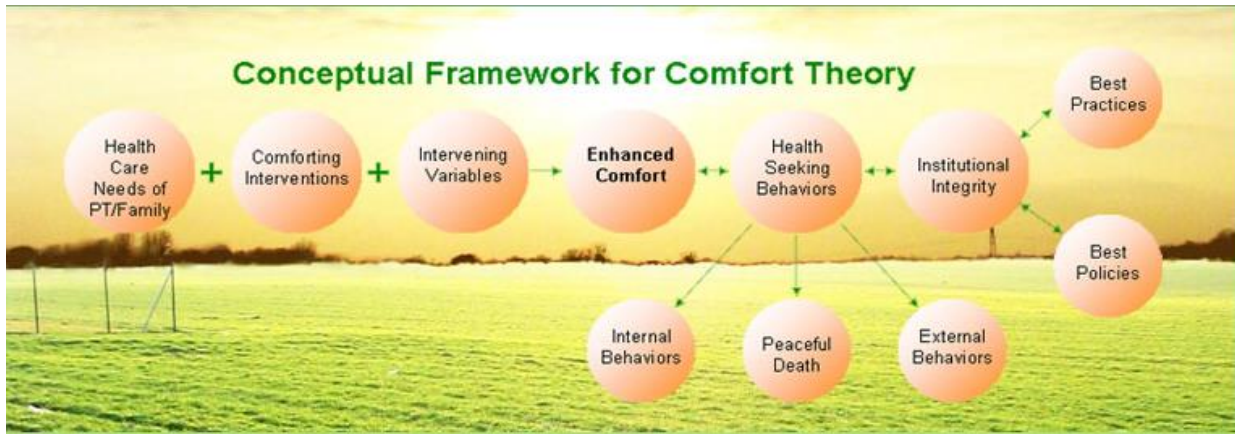 Conceptual Framework for Comfort Theory
Health
Care
Needs of
PT/Family
+
Comforting
Interventions
+
Intervening
Variables
Enhanced
Comfort
Health
Seeking
Behaviors
Institutional
Integrity
Best
Practices
Best
Policies
Internal
Behaviors
Peaceful
Death
External
Behaviors